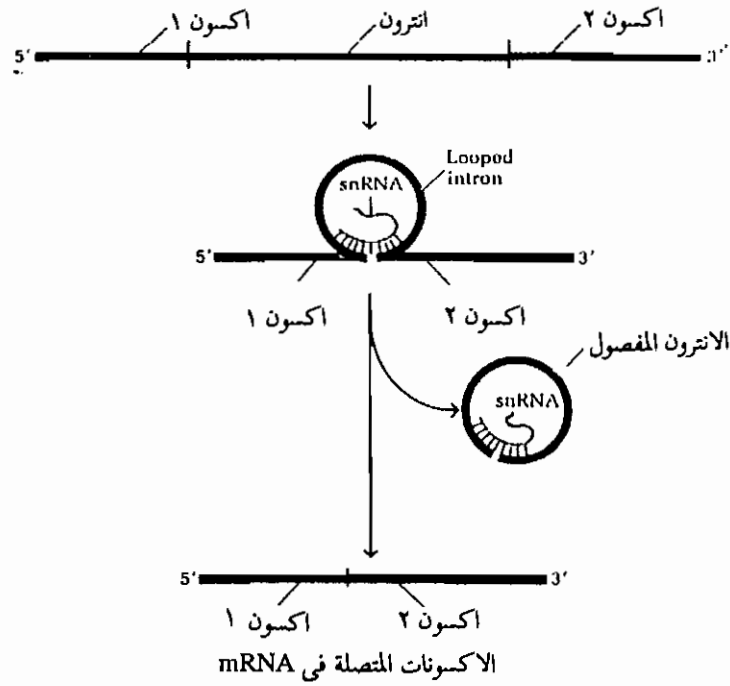 اكسون ١
انترون
اكسون ٢
5′
3′
Looped
intron
snRNA
5′
3′
اكسون ١
اكسون ٢
الانترون المفصول
snRNA
5′
3′
اكسون ١
اكسون ٢
الاكسونات المتصلة فى mRNA